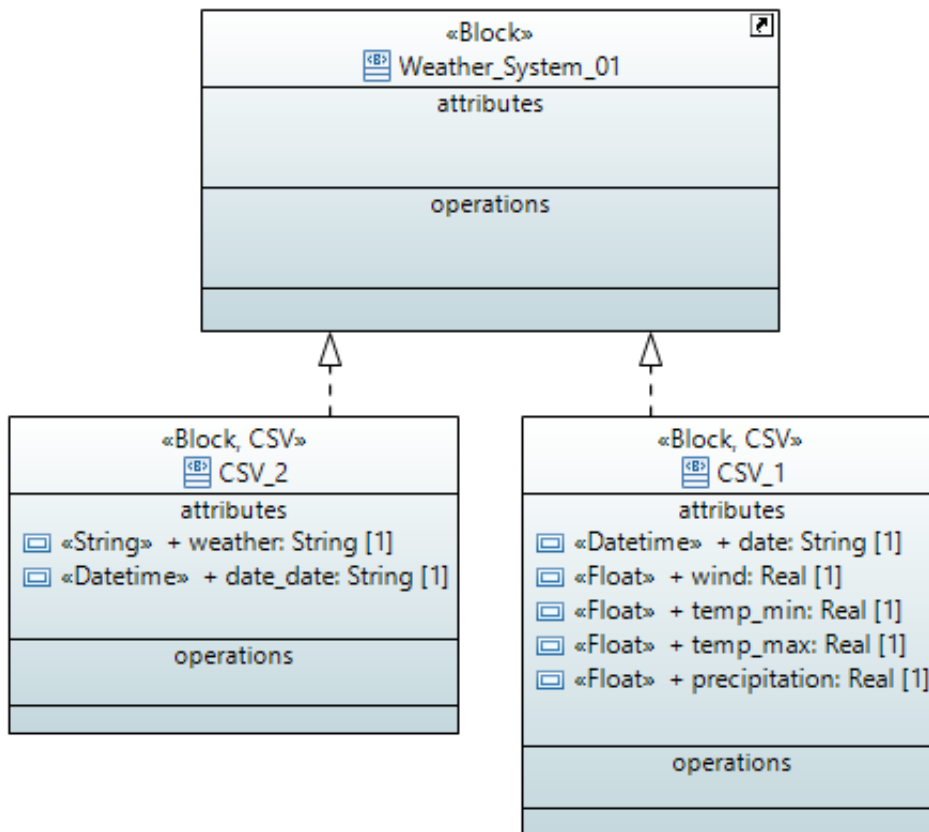 «Block»
Weather_System_01
attributes
operations
«Block, CSV»
CSV_2
attributes
«String» + weather: String [1]
«Datetime» + date_date: String [1]
operations
«Block, CSV»
CSV_1
attributes
«Datetime» + date: String [1]
«Float» + wind: Real [1]
«Float» + temp_min: Real [1]
«Float» + temp_max: Real [1]
«Float» + precipitation: Real [1]
operations